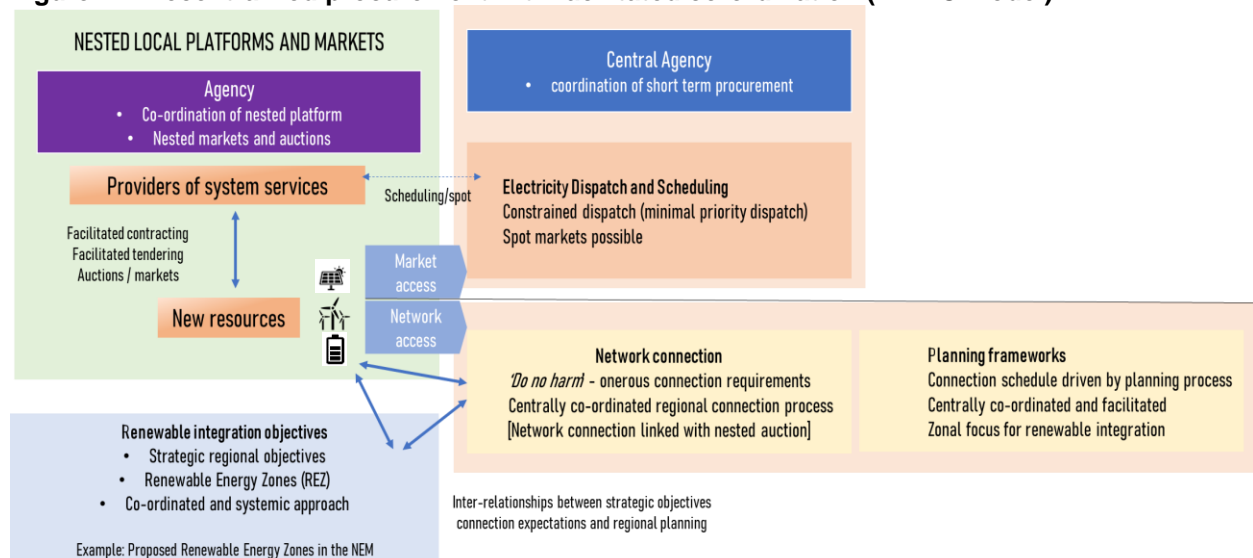 NESTED LOCAL PLATFORMS AND MARKETS
Agency
• Co-ordination of nested platform
• Nested markets and auctions
Providers of system services
Facilitated contracting
Facilitated tendering
Auctions / markets
New resources
Scheduling/spot
Market
access
Network
access
Central Agency
• coordination of short term procurement
Electricity Dispatch and Scheduling
Constrained dispatch (minimal priority dispatch)
Spot markets possible
Network connection
'Do no harm' - onerous connection requirements
Centrally co-ordinated regional connection process
[Network connection linked with nested auction]
Planning frameworks
Connection schedule driven by planning process
Centrally co-ordinated and facilitated
Zonal focus for renewable integration
Renewable integration objectives
• Strategic regional objectives
• Renewable Energy Zones (REZ)
• Co-ordinated and systemic approach
Example: Proposed Renewable Energy Zones in the NEM
Inter-relationships between strategic objectives
connection expectations and regional planning